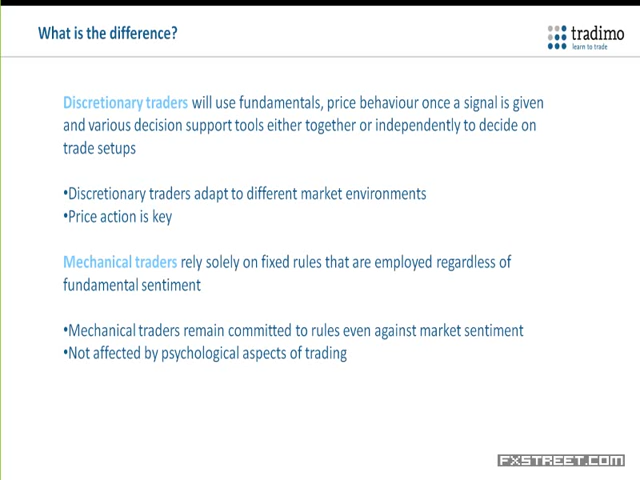 What is the difference?
tradimo
learn to trade
Discretionary traders will use fundamentals, price behaviour once a signal is given
and various decision support tools either together or independently to decide on
trade setups
•Discretionary traders adapt to different market environments
•Price action is key
Mechanical traders rely solely on fixed rules that are employed regardless of
fundamental sentiment
•Mechanical traders remain committed to rules even against market sentiment
•Not affected by psychological aspects of trading
FXSTREET.COM